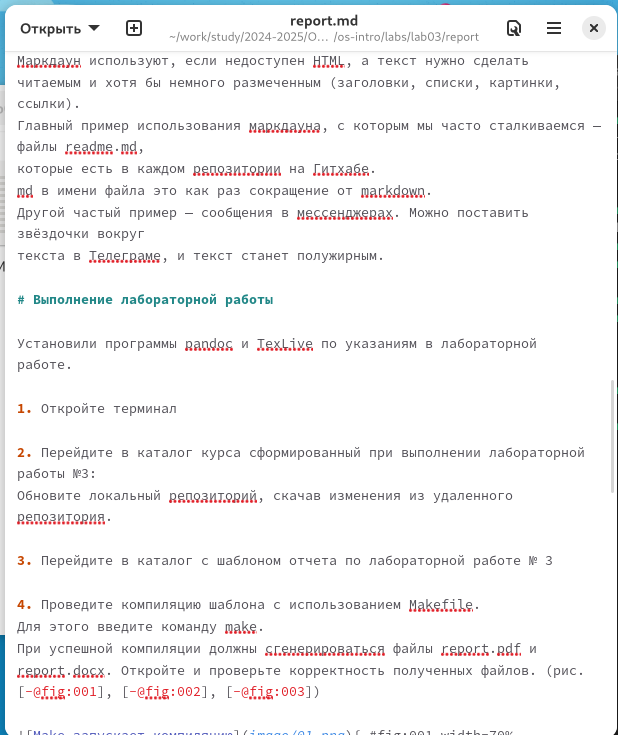 Открыть
report.md
~/work/study/2024-2025/О… /os-intro/labs/lab03/report
Маркдаун используют, если недоступен HTML, а текст нужно сделать
читаемым и хотя бы немного размеченным (заголовки, списки, картинки,
ссылки).
Главный пример использования маркдауна, с которым мы часто сталкиваемся —
файлы readme.md,
которые есть в каждом репозитории на Гитхабе.
md в имени файла это как раз сокращение от markdown.
Другой частый пример — сообщения в мессенджерах. Можно поставить
звёздочки вокруг
текста в Телеграме, и текст станет полужирным.
# Выполнение лабораторной работы
Установили программы pandoc и TexLive по указаниям в лабораторной
работе.
1. Откройте терминал
2. Перейдите в каталог курса сформированный при выполнении лабораторной
работы №3:
Обновите локальный репозиторий, скачав изменения из удаленного
репозитория.
3. Перейдите в каталог с шаблоном отчета по лабораторной работе № 3
4. Проведите компиляцию шаблона с использованием Makefile.
Для этого введите команду make.
При успешной компиляции должны сгенерироваться файлы report.pdf и
report.docx. Откройте и проверьте корректность полученных файлов. (рис.
[-@fig:001], [-@fig:002], [-@fig:003])
![Make запускает компиляцию](image/01.png){ #fig:001 width=70%